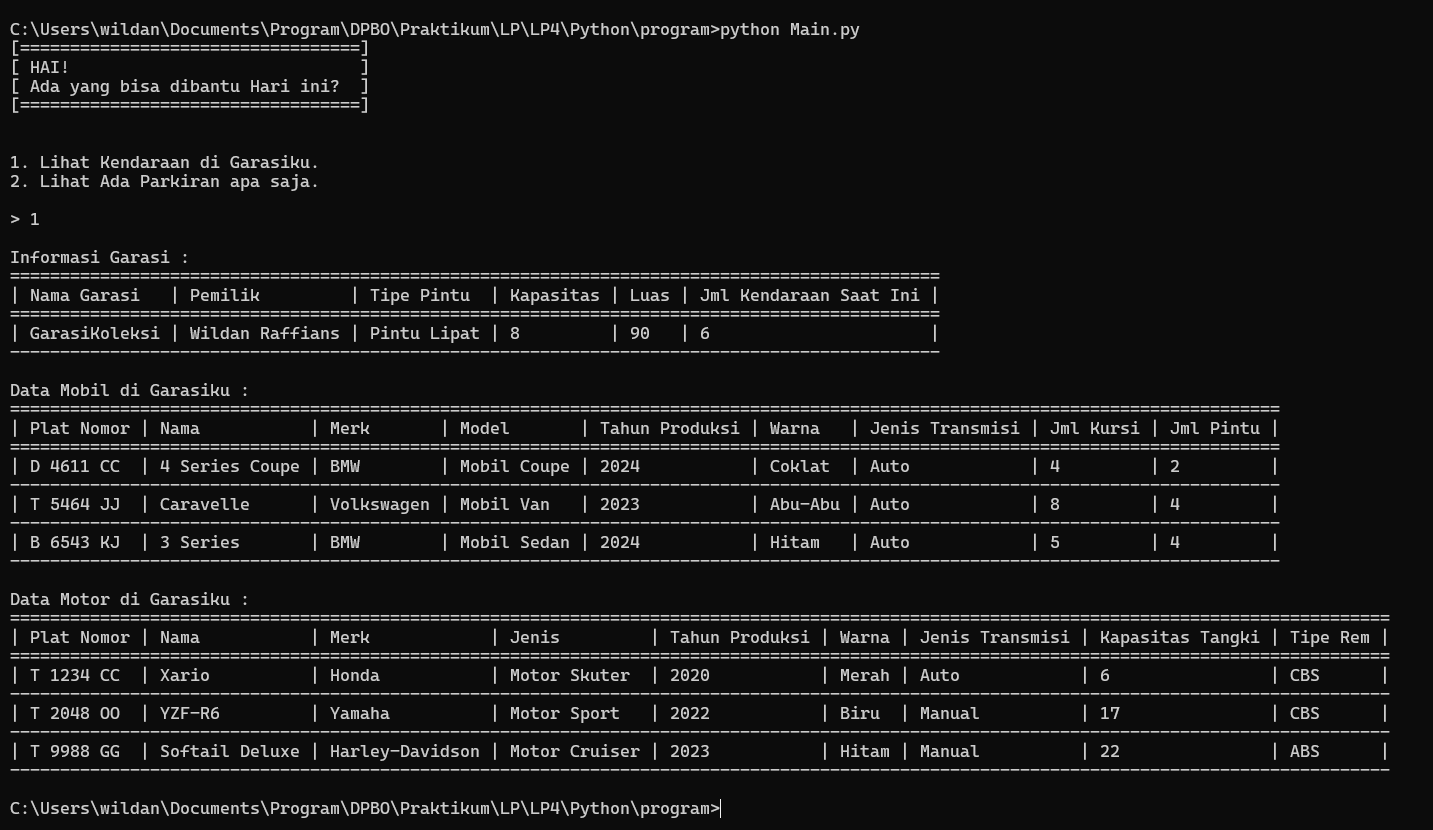 C:\Users\wildan\Documents\Program\DPBO\Praktikum\LP\LP4\Python\program>python Main.py
[==================================]
[ HAI!                             ]
[ Ada yang bisa dibantu Hari ini?  ]
[==================================]
1. Lihat Kendaraan di Garasiku.
2. Lihat Ada Parkiran apa saja.
> 1
Informasi Garasi :
=============================================================================================
| Nama Garasi   | Pemilik         | Tipe Pintu  | Kapasitas | Luas | Jml Kendaraan Saat Ini |
=============================================================================================
| GarasiKoleksi | Wildan Raffians | Pintu Lipat | 8         | 90   | 6                      |
---------------------------------------------------------------------------------------------
Data Mobil di Garasiku :
===============================================================================================================================
| Plat Nomor | Nama           | Merk       | Model       | Tahun Produksi | Warna   | Jenis Transmisi | Jml Kursi | Jml Pintu |
===============================================================================================================================
| D 4611 CC  | 4 Series Coupe | BMW        | Mobil Coupe | 2024           | Coklat  | Auto            | 4         | 2         |
-------------------------------------------------------------------------------------------------------------------------------
| T 5464 JJ  | Caravelle      | Volkswagen | Mobil Van   | 2023           | Abu-Abu | Auto            | 8         | 4         |
-------------------------------------------------------------------------------------------------------------------------------
| B 6543 KJ  | 3 Series       | BMW        | Mobil Sedan | 2024           | Hitam   | Auto            | 5         | 4         |
-------------------------------------------------------------------------------------------------------------------------------
Data Motor di Garasiku :
==========================================================================================================================================
| Plat Nomor | Nama           | Merk            | Jenis         | Tahun Produksi | Warna | Jenis Transmisi | Kapasitas Tangki | Tipe Rem |
==========================================================================================================================================
| T 1234 CC  | Xario          | Honda           | Motor Skuter  | 2020           | Merah | Auto            | 6                | CBS      |
------------------------------------------------------------------------------------------------------------------------------------------
| T 2048 OO  | YZF-R6         | Yamaha          | Motor Sport   | 2022           | Biru  | Manual          | 17               | CBS      |
------------------------------------------------------------------------------------------------------------------------------------------
| T 9988 GG  | Softail Deluxe | Harley-Davidson | Motor Cruiser | 2023           | Hitam | Manual          | 22               | ABS      |
------------------------------------------------------------------------------------------------------------------------------------------
C:\Users\wildan\Documents\Program\DPBO\Praktikum\LP\LP4\Python\program>